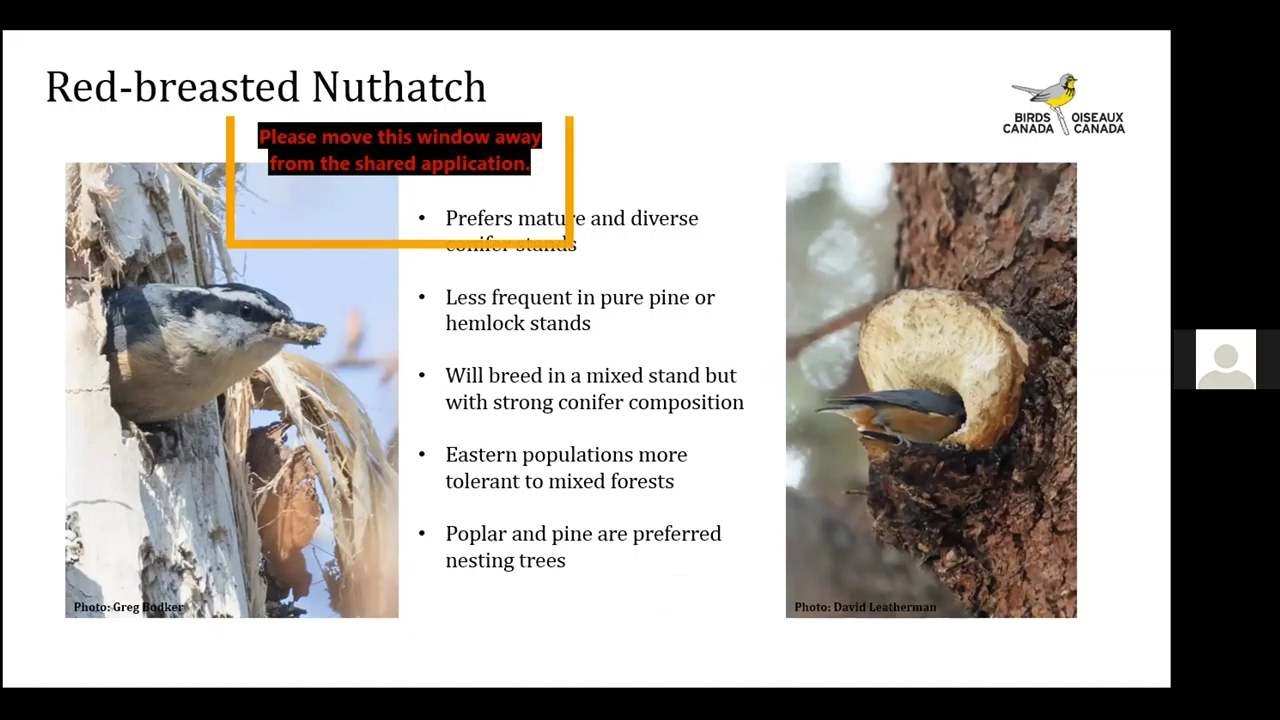 Red-breasted Nuthatch
BIRDS CANADA
OISEAUX CANADA
Please move this window away
from the shared application.
• Prefers mature and diverse
conifer stands
• Less frequent in pure pine or
hemlock stands
• Will breed in a mixed stand but
with strong conifer composition
• Eastern populations more
tolerant to mixed forests
• Poplar and pine are preferred
nesting trees
Photo: Greg Bodker
Photo: David Leatherman